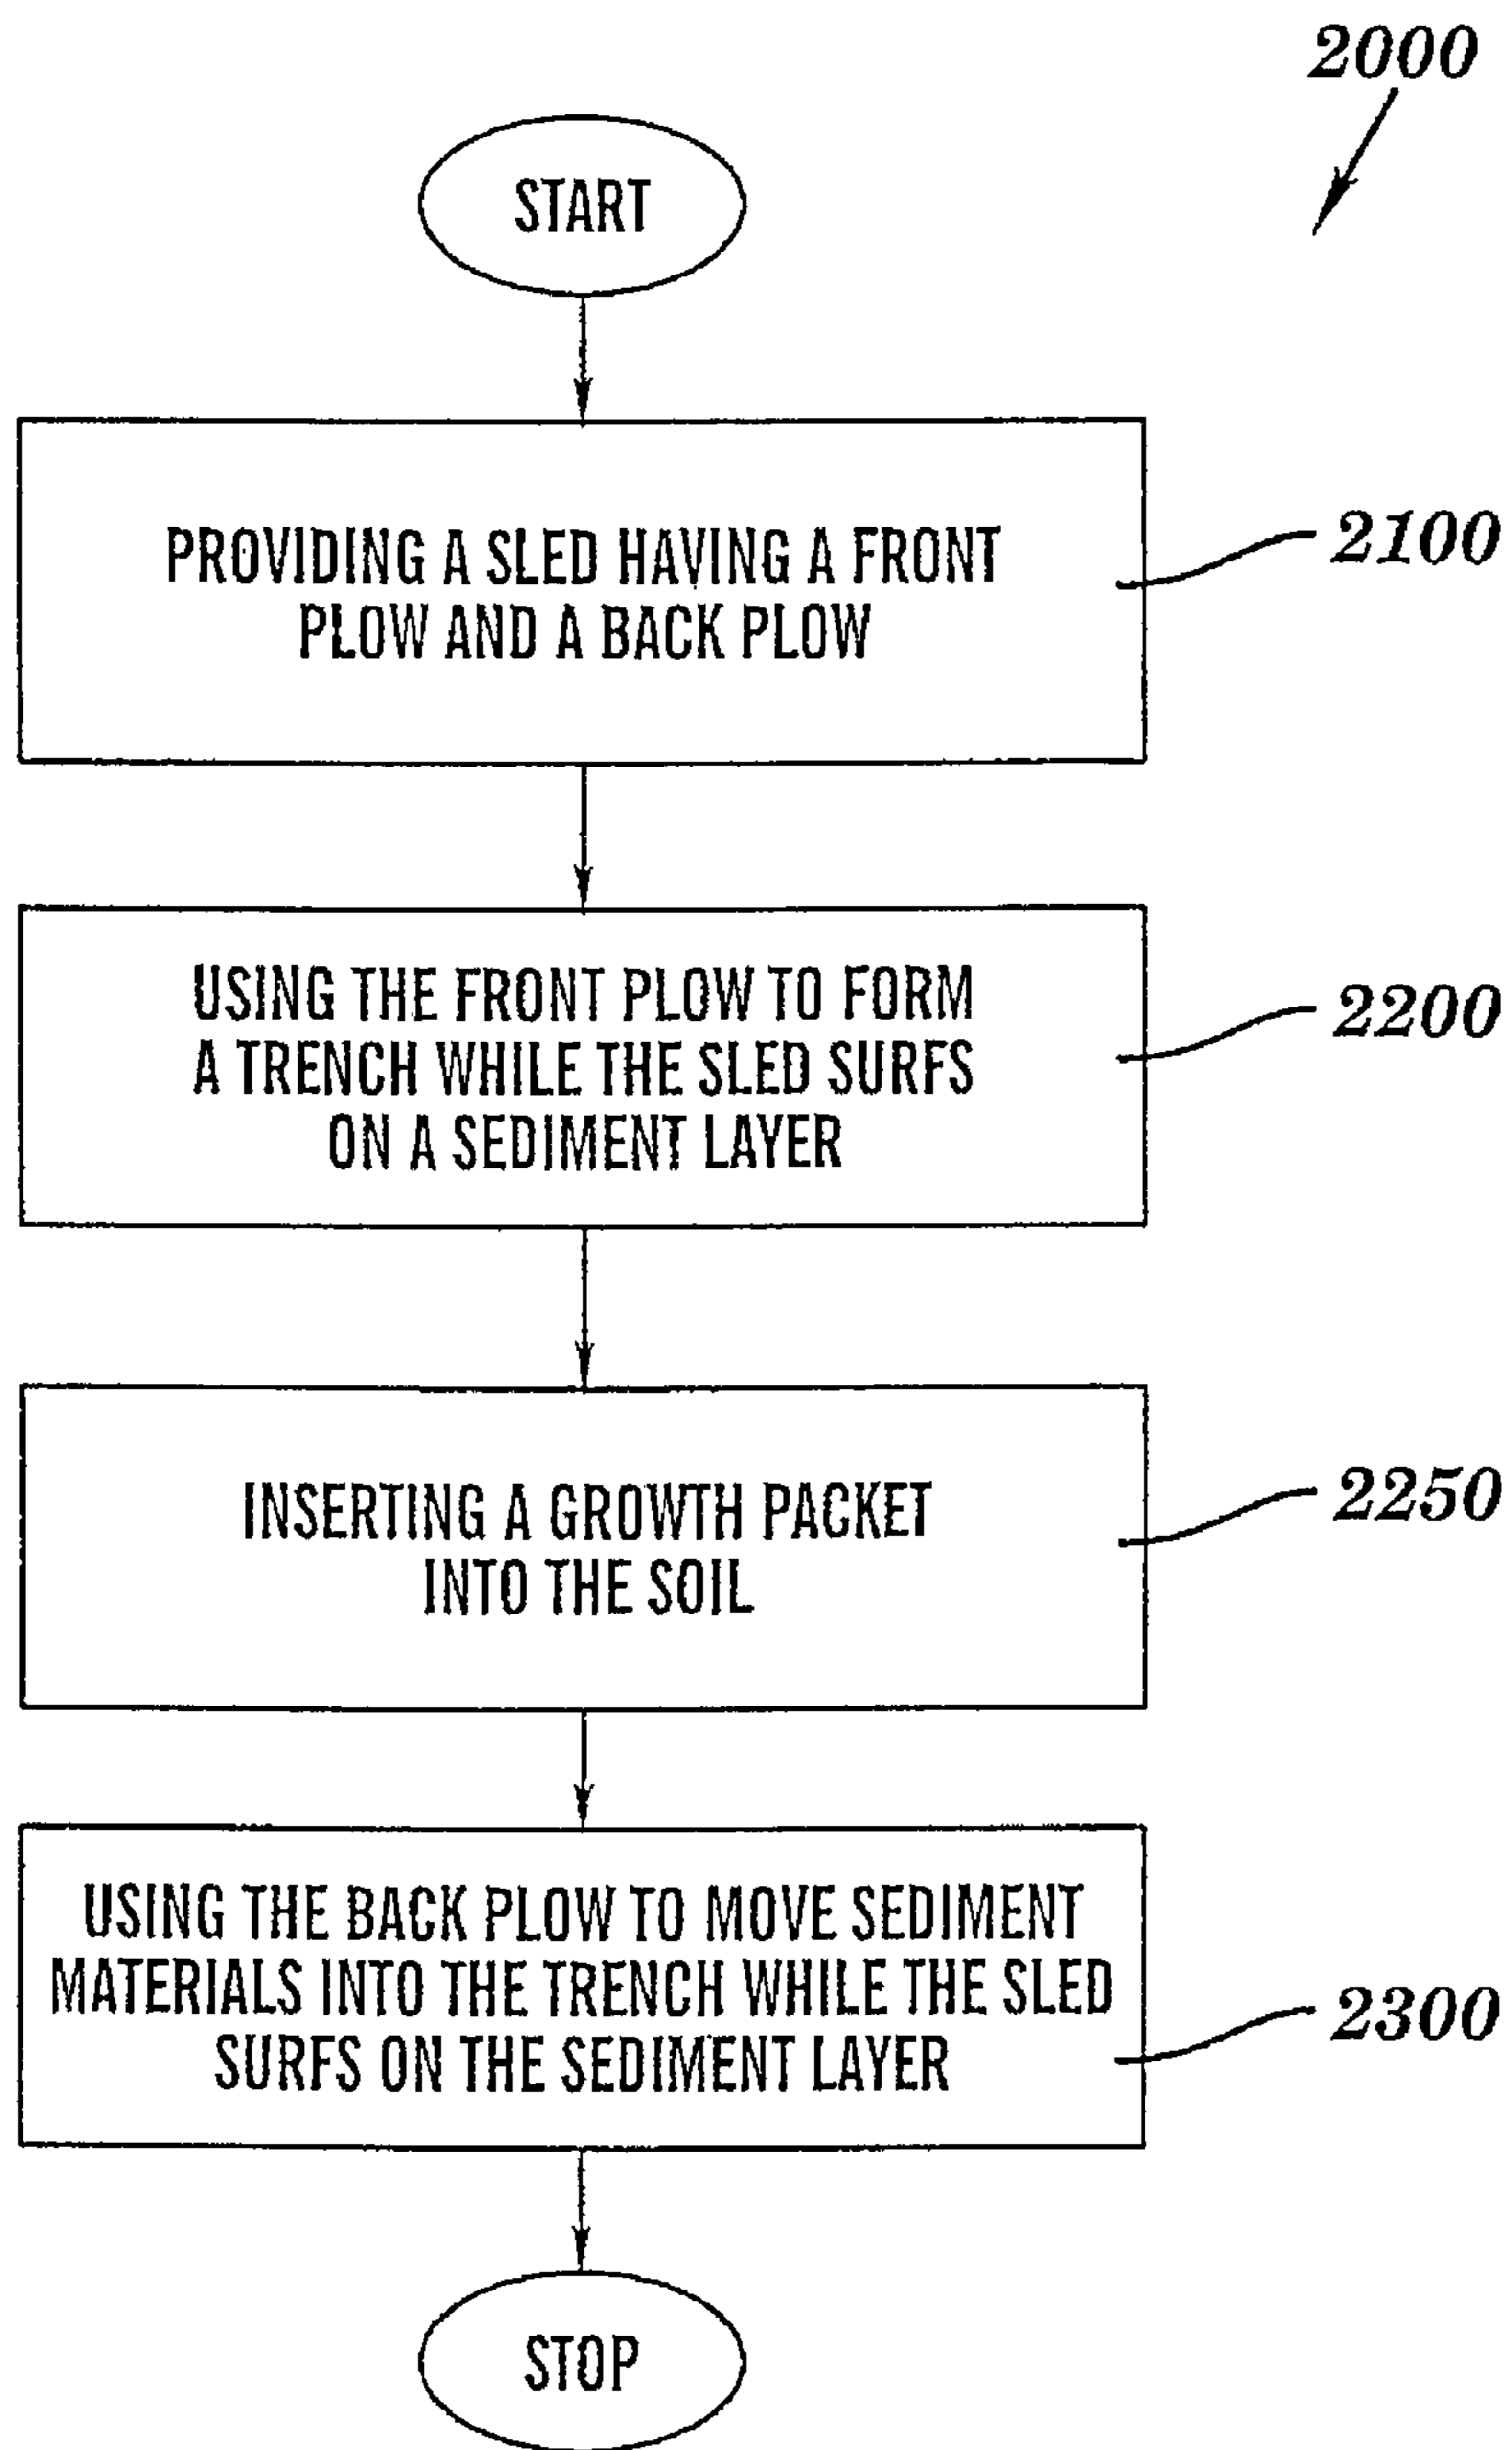 2000
START
PROVIDING A SLED HAVING A FRONT
PLOW AND A BACK PLOW
2100
USING THE FRONT PLOW TO FORM
A TRENCH WHILE THE SLED SURFS
ON A SEDIMENT LAYER
2200
INSERTING A GROWTH PACKET
INTO THE SOIL
2250
USING THE BACK PLOW TO MOVE SEDIMENT
MATERIALS INTO THE TRENCH WHILE THE SLED
SURFS ON THE SEDIMENT LAYER
2300
STOP